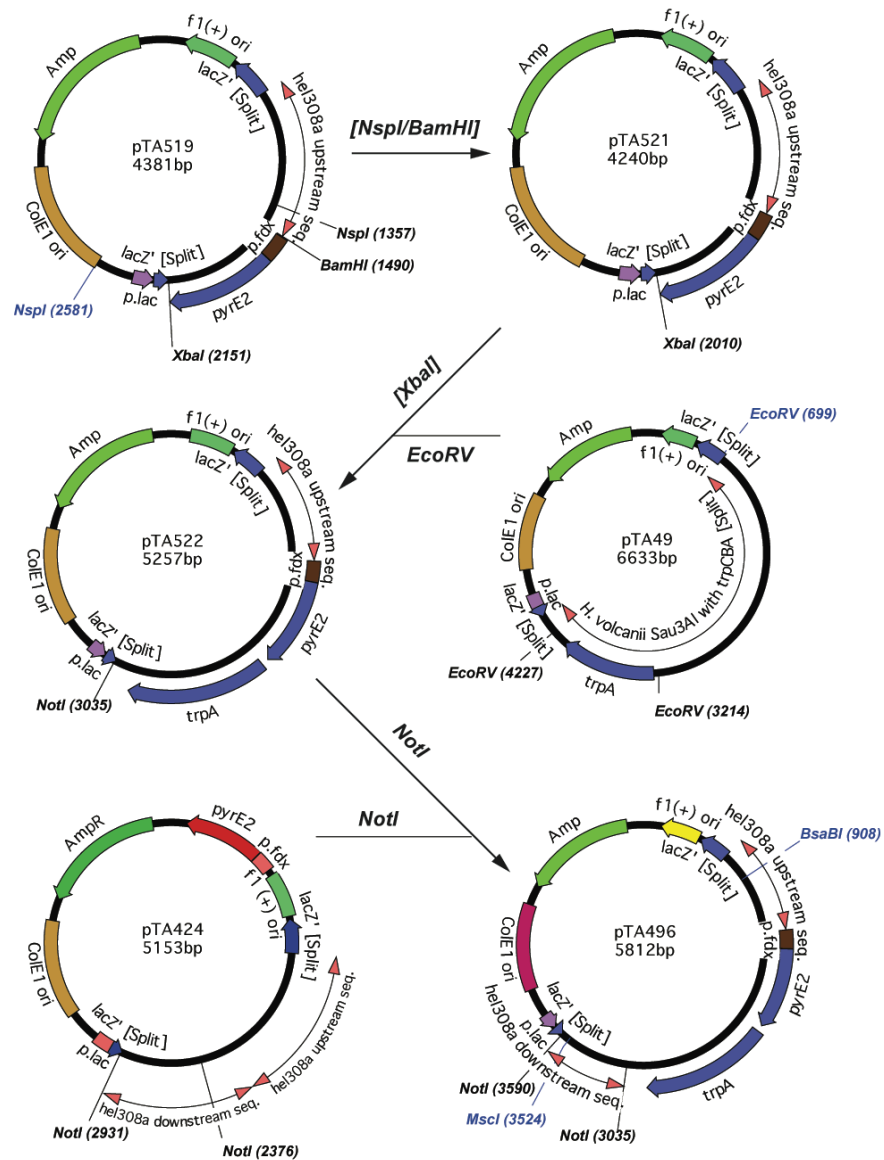 f1(+) ori
Amp
lacZ' [Split]
hel308a upstream seq.
pTA519
4381bp
NspI (1357)
p.fdx
BamHI (1490)
ColE1 ori
lacZ' [Split]
p.lac
pyrE2
NspI (2581)
XbaI (2151)
[NspI/BamHI]
f1(+) ori
Amp
lacZ' [Split]
hel308a upstream seq.
pTA521
4240bp
p.fdx
ColE1 ori
lacZ' [Split]
p.lac
pyrE2
XbaI (2010)
[XbaI]
EcoRV
f1(+) ori
Amp
lacZ' [Split]
hel308a upstream seq.
pTA522
5257bp
p.fdx
ColE1 ori
lacZ' [Split]
p.lac
pyrE2
NotI (3035)
trpA
lacZ' [Split]
EcoRV (699)
Amp
f1(+) ori
pTA49
6633bp
H. volcanii Sau3AI with trpCBA [Split]
ColE1 ori
p.lac
lacZ' [Split]
EcoRV (4227)
trpA
EcoRV (3214)
NotI
NotI
pyrE2
AmpR
p.fdx
f1 (+) ori
lacZ' [Split]
pTA424
5153bp
ColE1 ori
lacZ' [Split]
p.lac
hel308a upstream seq.
hel308a downstream seq.
NotI (2931)
NotI (2376)
f1(+) ori
Amp
lacZ' [Split]
hel308a upstream seq.
BsaBI (908)
pTA496
5812bp
p.fdx
ColE1 ori
lacZ' [Split]
p.lac
pyrE2
hel308a downstream seq.
NotI (3590)
MscI (3524)
trpA
NotI (3035)